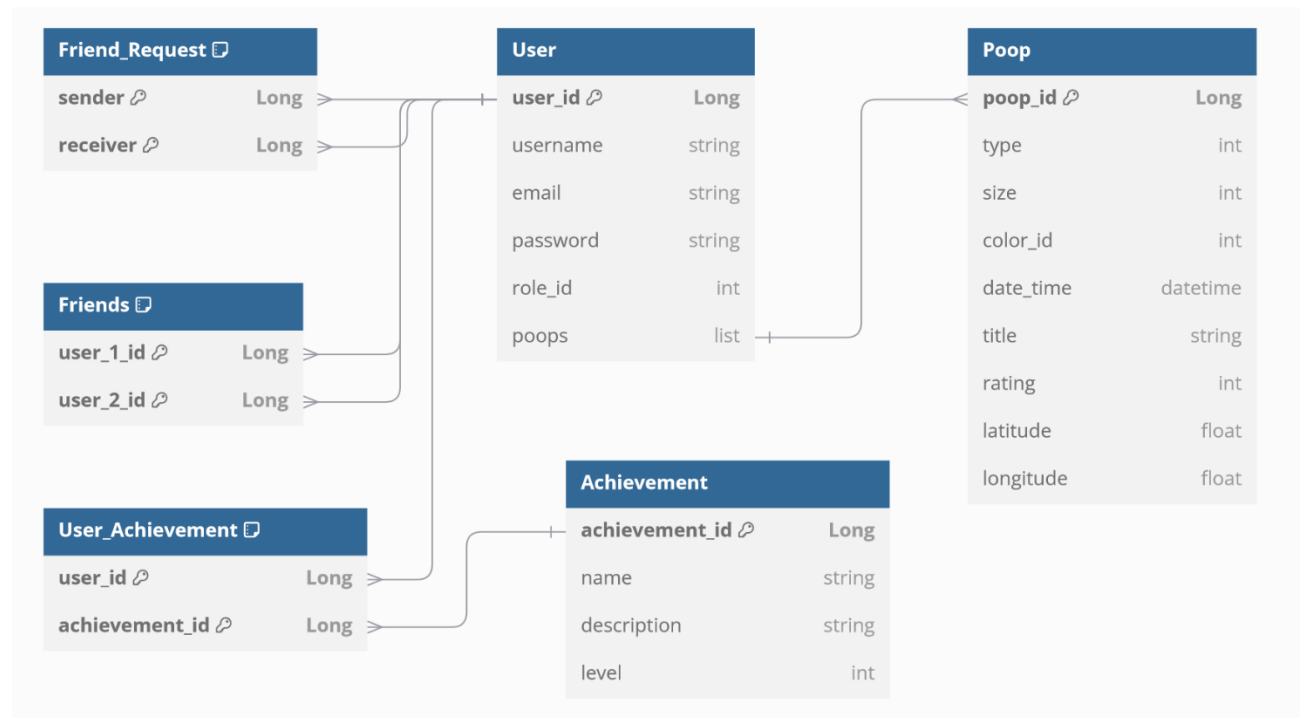 Friend_Request
sender Long
receiver Long
User
user_id Long
username string
email string
password string
role_id int
poops list
Poop
poop_id Long
type int
size int
color_id int
date_time datetime
title string
rating int
latitude float
longitude float
Friends
user_1_id Long
user_2_id Long
Achievement
achievement_id Long
name string
description string
level int
User_Achievement
user_id Long
achievement_id Long